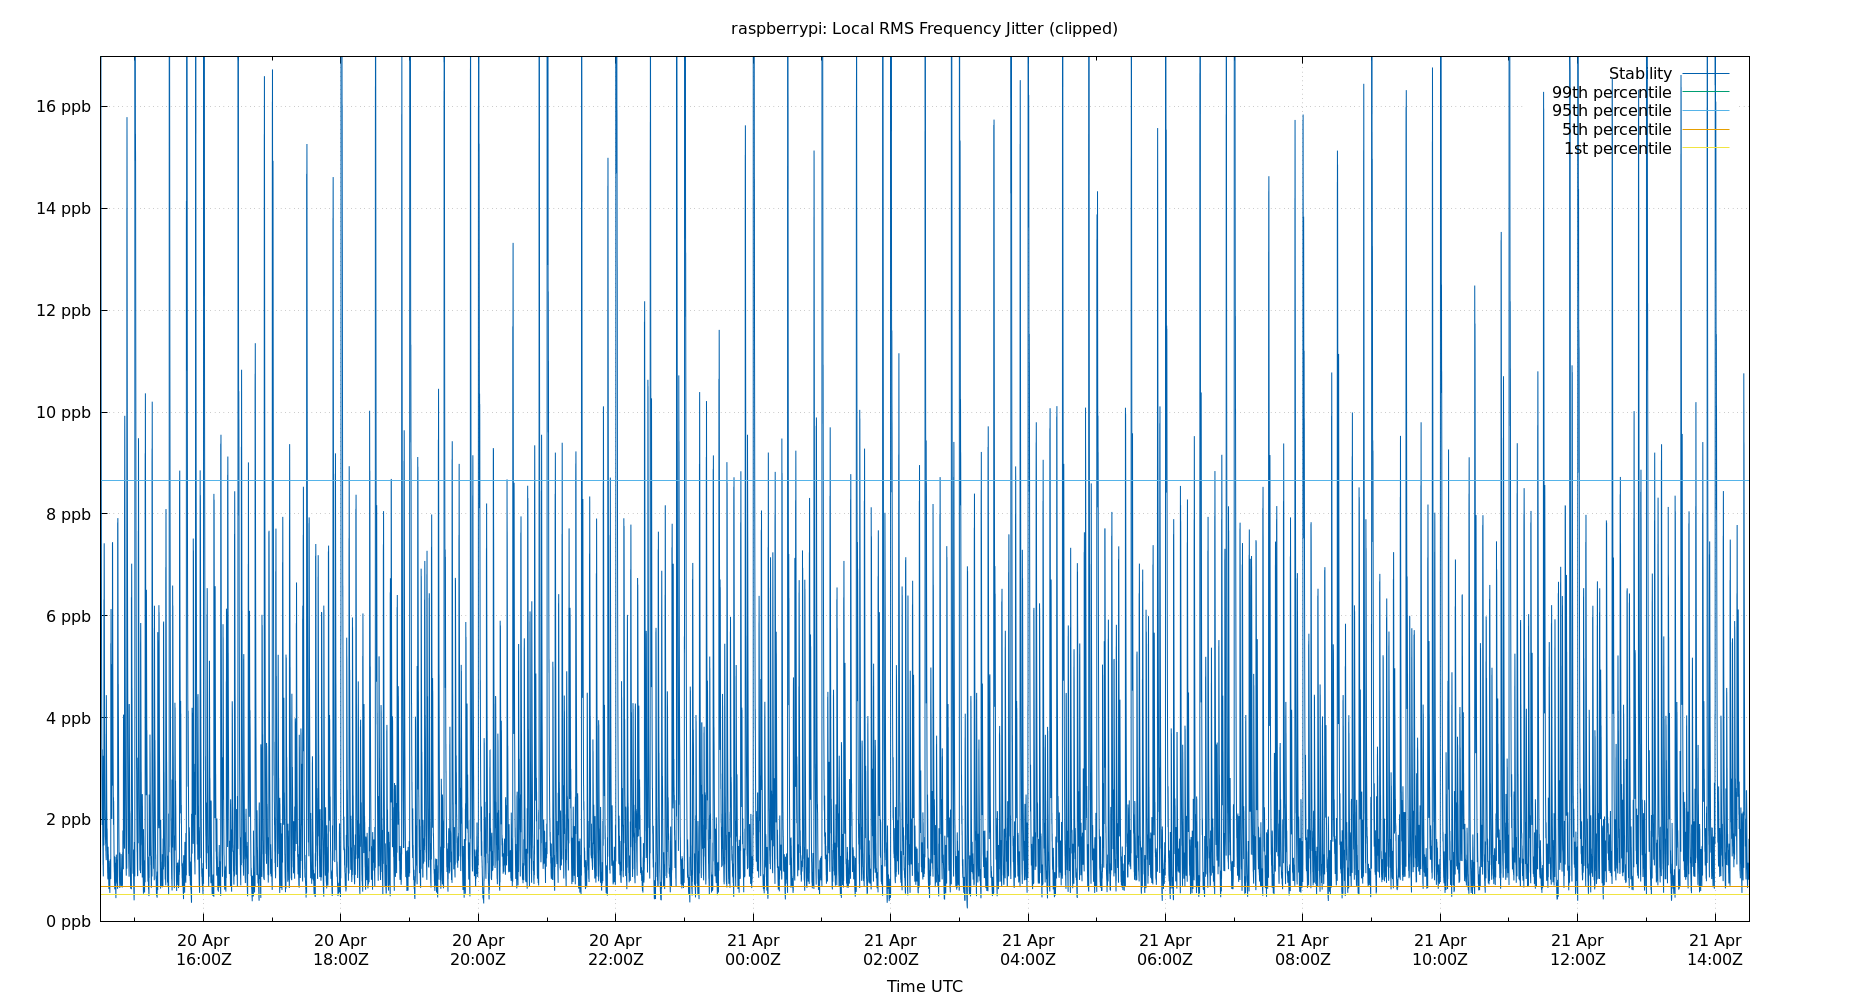 raspberrypi: Local RMS Frequency Jitter (clipped)
Stability
99th percentile
95th percentile
5th percentile
1st percentile
16 ppb
14 ppb
12 ppb
10 ppb
8 ppb
6 ppb
4 ppb
2 ppb
0 ppb
20 Apr 20 Apr 20 Apr 20 Apr 21 Apr 21 Apr 21 Apr 21 Apr 21 Apr 21 Apr 21 Apr 21 Apr
16:00Z 18:00Z 20:00Z 22:00Z 00:00Z 02:00Z 04:00Z 06:00Z 08:00Z 10:00Z 12:00Z 14:00Z
Time UTC